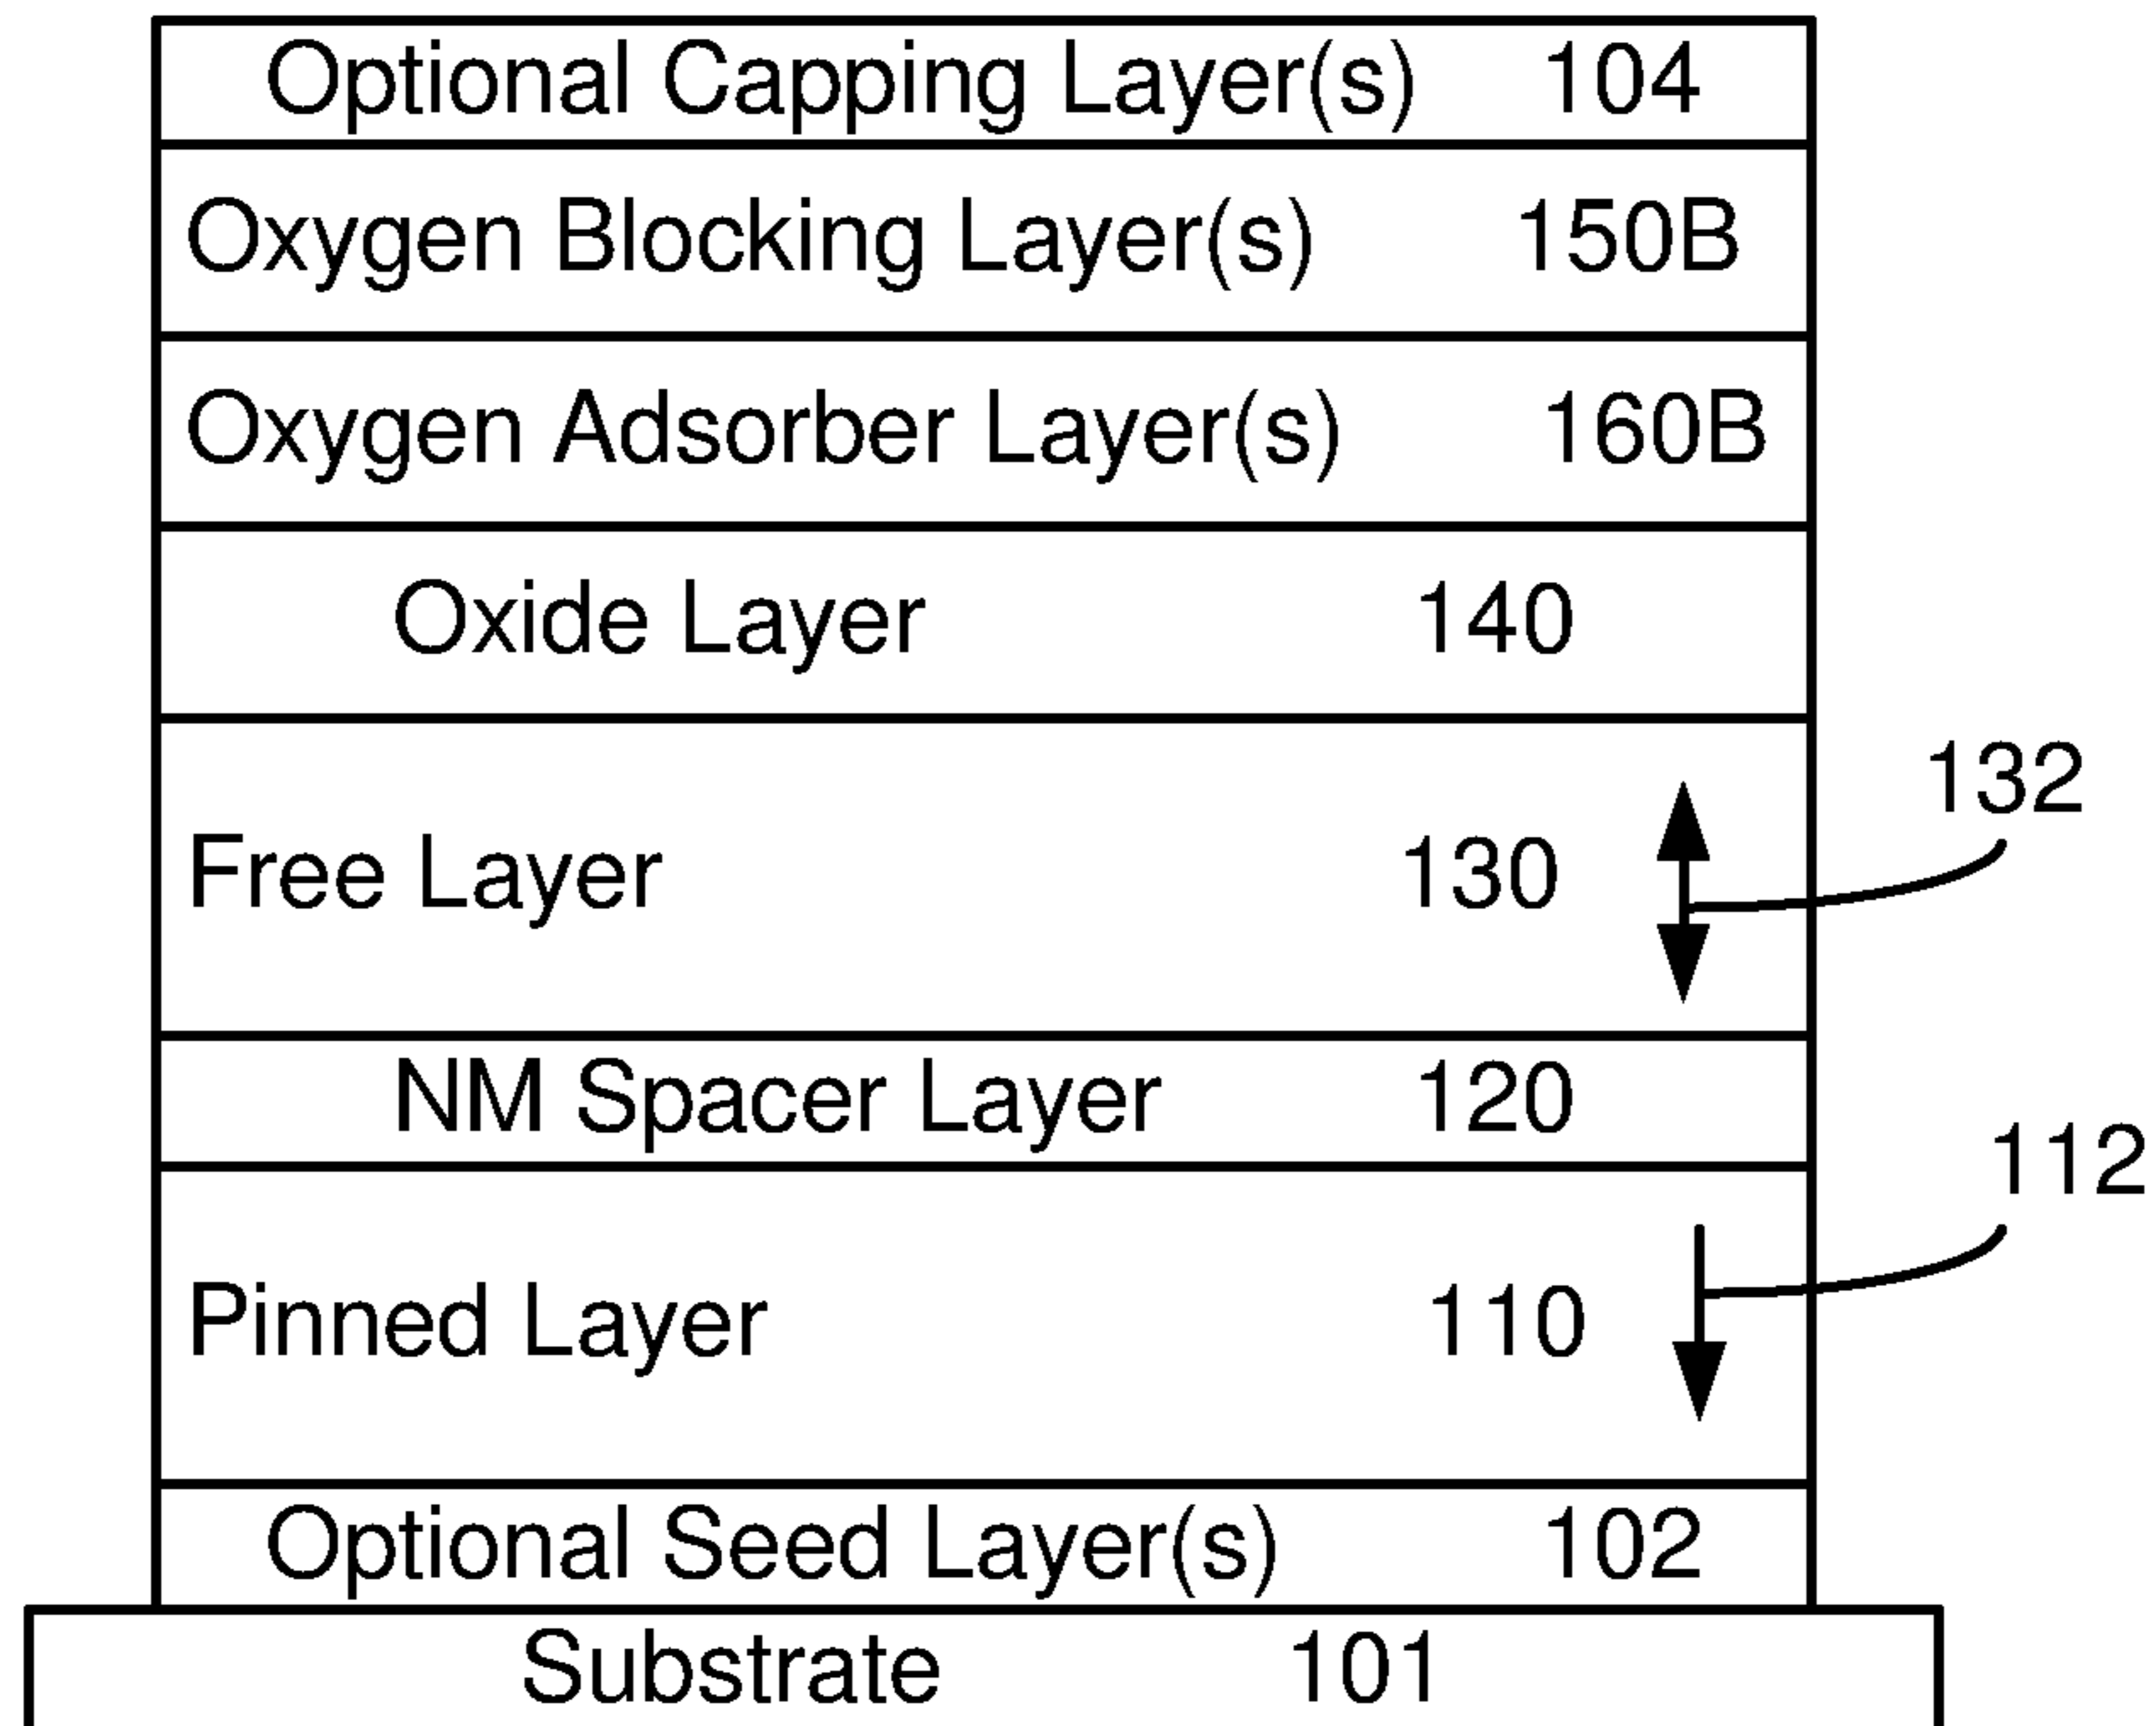 Optional Capping Layer(s) 104
Oxygen Blocking Layer(s) 150B
Oxygen Adsorber Layer(s) 160B
Oxide Layer 140
132
Free Layer 130
NM Spacer Layer 120
112
Pinned Layer 110
Optional Seed Layer(s) 102
Substrate 101